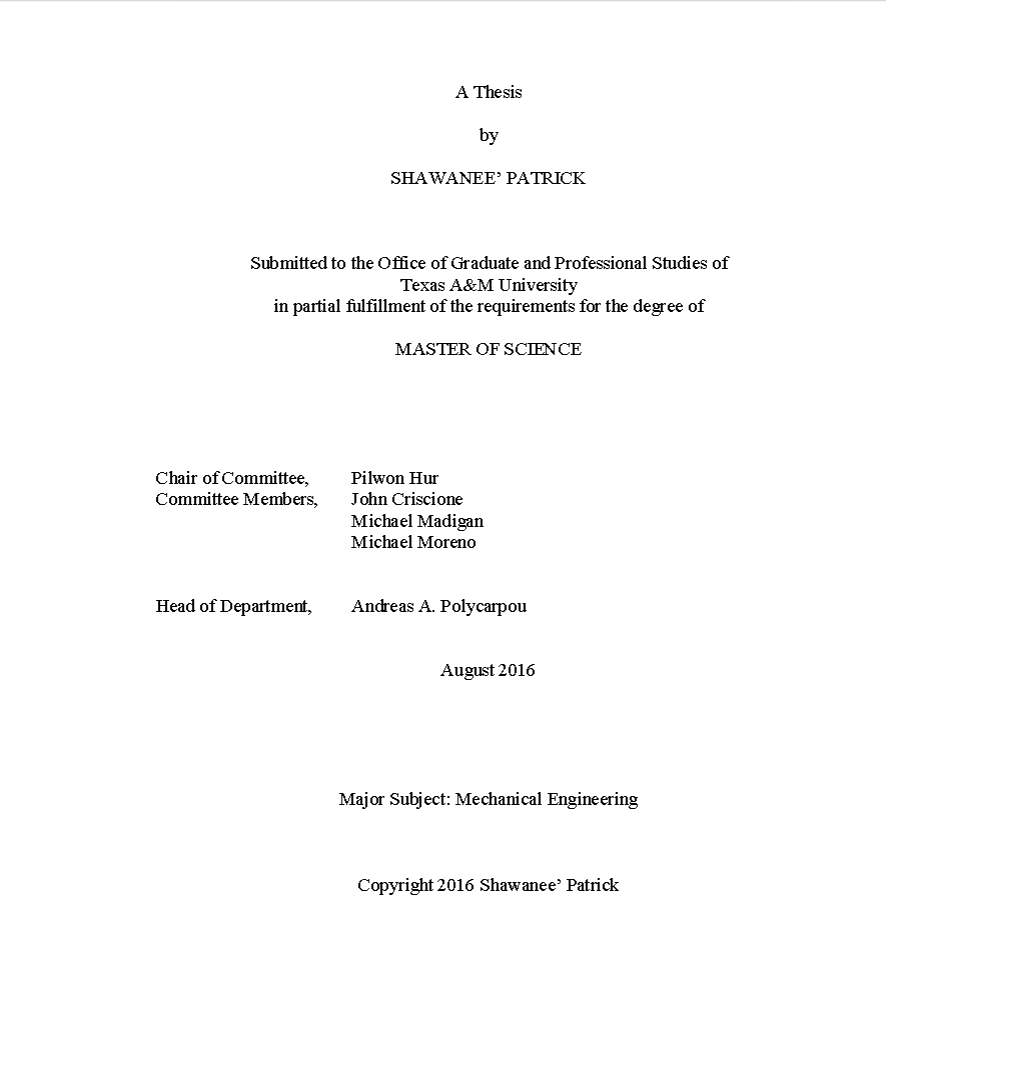 A Thesis
by
SHAWANEE’ PATRICK
Submitted to the Office of Graduate and Professional Studies of
Texas A&M University
in partial fulfillment of the requirements for the degree of
MASTER OF SCIENCE
Chair of Committee, Pilwon Hur
Committee Members, John Criscione
Michael Madigan
Michael Moreno
Head of Department, Andreas A. Polycarpou
August 2016
Major Subject: Mechanical Engineering
Copyright 2016 Shawanee’ Patrick